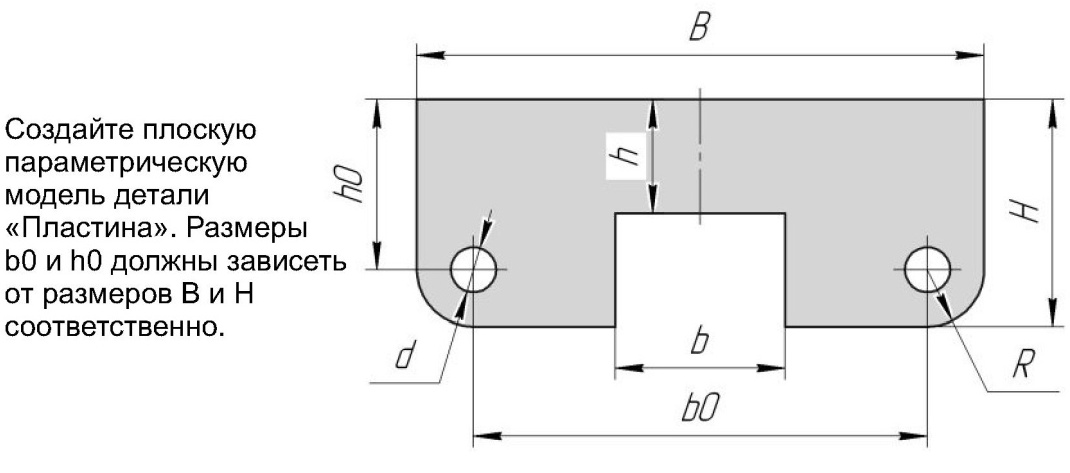 Создайте плоскую
параметрическую
модель детали
«Пластина». Размеры
b0 и h0 должны зависеть
от размеров B и H
соответственно.
B
h0
h
H
d
b
R
b0